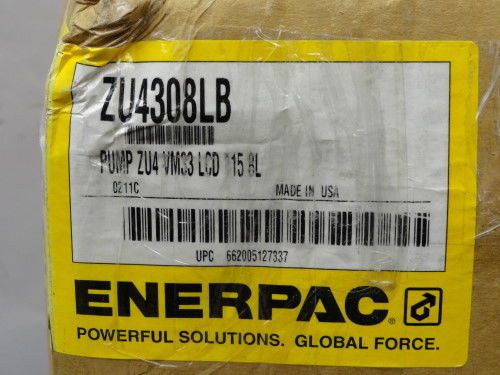 ZU4308LB
PUMP ZU4 VM33 LCD 115 8L
0211C MADE IN USA
UPC 662005127337
ENERPAC®
POWERFUL SOLUTIONS. GLOBAL FORCE.